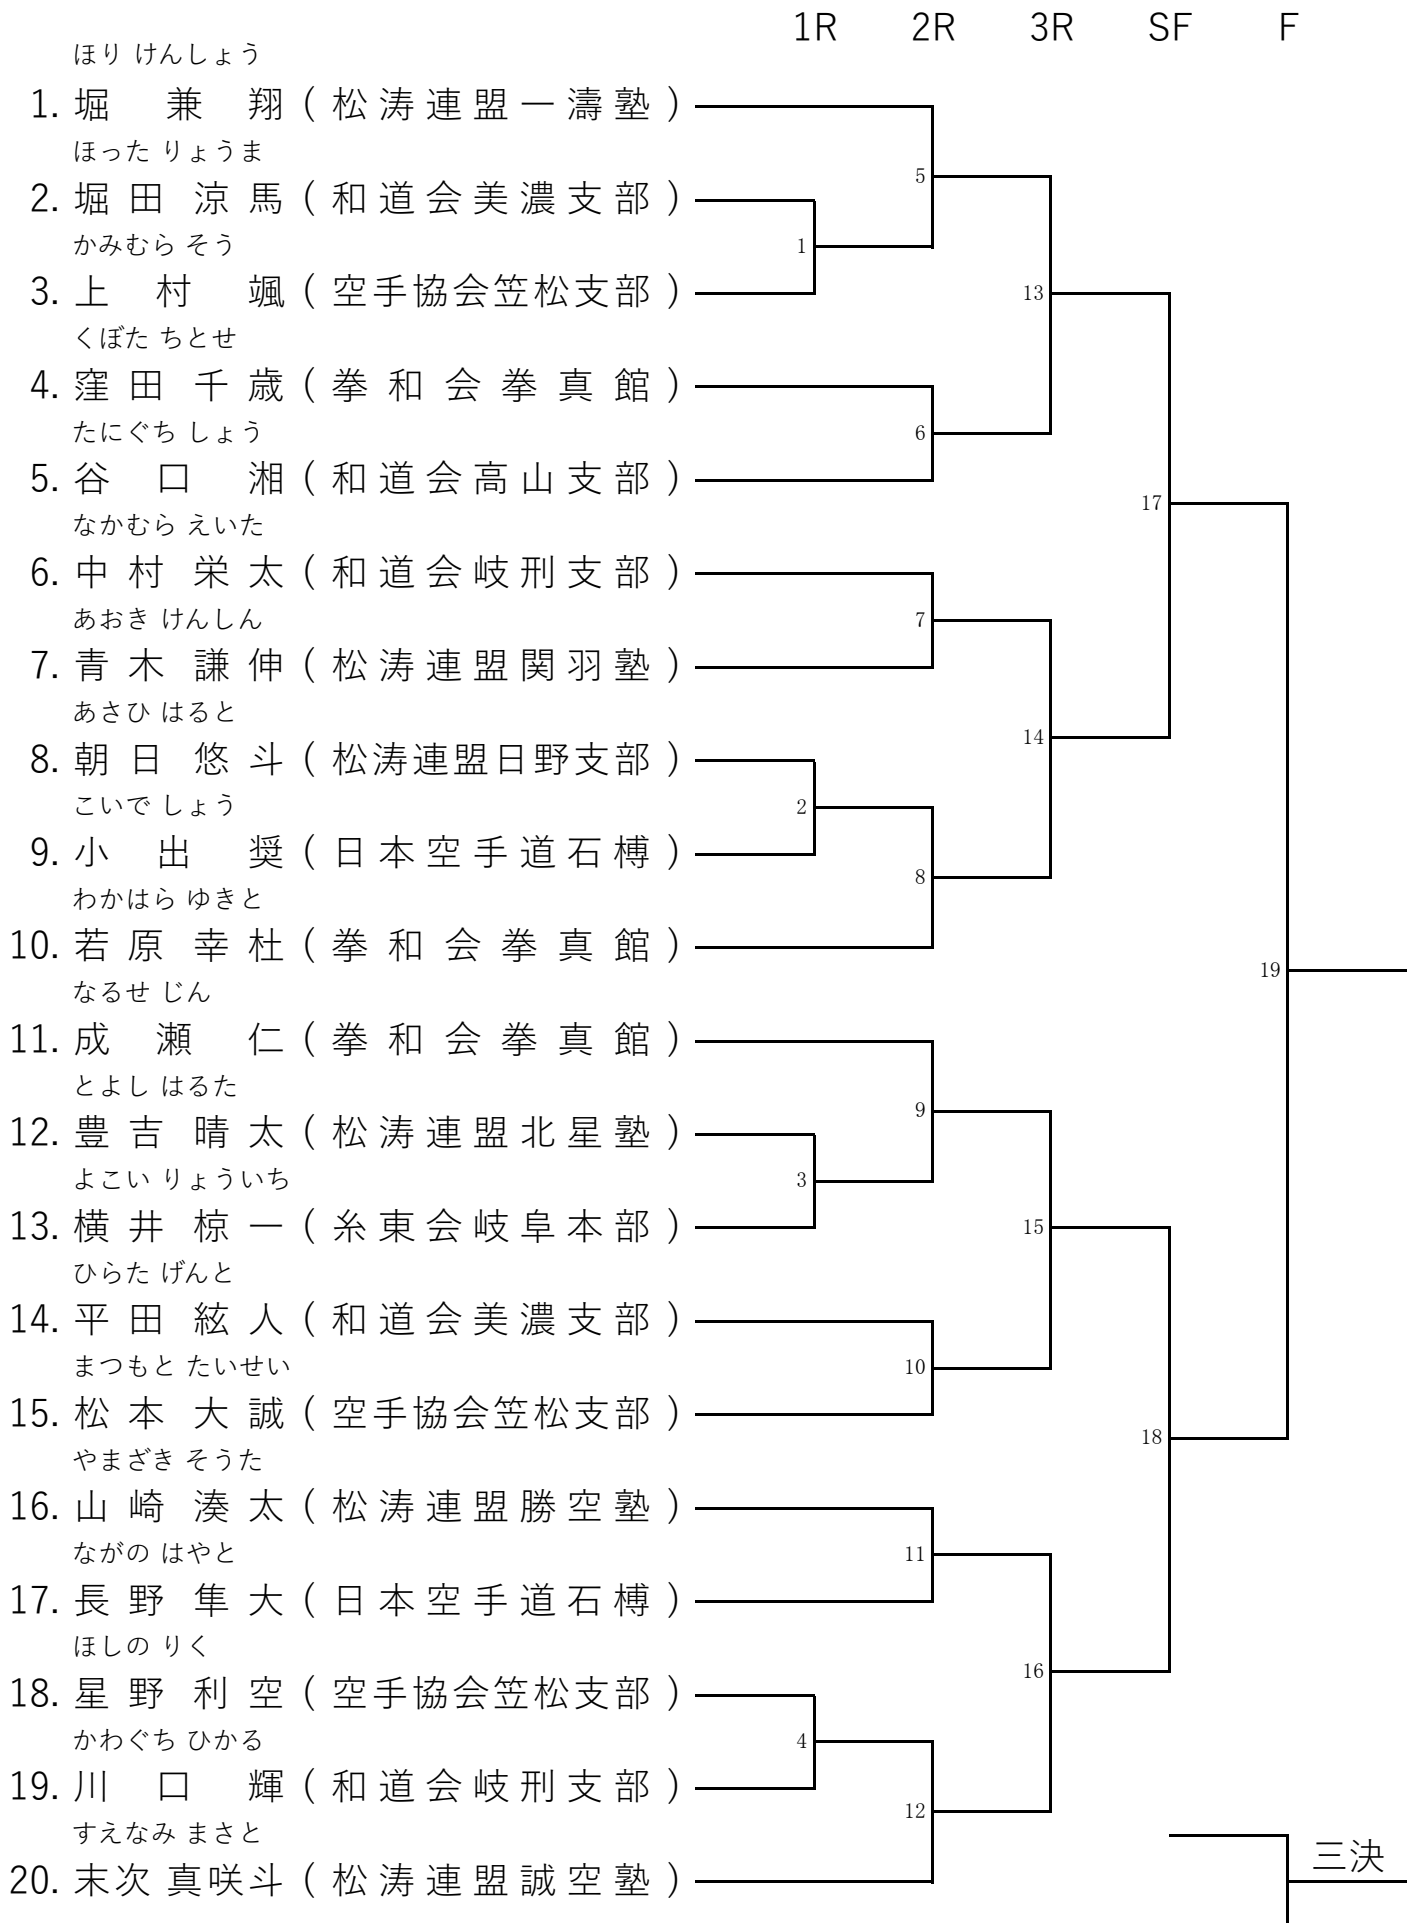 1R 2R 3R SF F
ほり けんしょう
1. 堀 兼 翔 ( 松涛連盟一濤塾 )
ほった りょうま
5
2. 堀田 涼馬 ( 和道会美濃支部 )
かみむら そう
1
3. 上村 颯 ( 空手協会笠松支部 )
13
くぼた ちとせ
4. 窪田 千歳 ( 拳和会拳真館 )
たにぐち しょう
6
5. 谷口 湘 ( 和道会高山支部 )
17
なかむら えいた
6. 中村 栄太 ( 和道会岐刑支部 )
あおき けんしん
7
7. 青木 謙伸 ( 松涛連盟関羽塾 )
あさひ はると
14
8. 朝日 悠斗 ( 松涛連盟日野支部 )
こいで しょう
2
9. 小出 奨 ( 日本空手道石榑 )
8
わかはら ゆきと
10. 若原 幸杜 ( 拳和会拳真館 )
19
なるせ じん
11. 成瀬 仁 ( 拳和会拳真館 )
とよし はるた
9
12. 豊吉 晴太 ( 松涛連盟北星塾 )
よこい りょういち
3
13. 横井 椋一 ( 糸東会岐阜本部 )
15
ひらた げんと
14. 平田 絃人 ( 和道会美濃支部 )
まつもと たいせい
10
15. 松本 大誠 ( 空手協会笠松支部 )
18
やまざき そうた
16. 山崎 湊太 ( 松涛連盟勝空塾 )
ながの はやと
11
17. 長野 隼大 ( 日本空手道石榑 )
ほしの りく
16
18. 星野 利空 ( 空手協会笠松支部 )
かわぐち ひかる
4
19. 川口 輝 ( 和道会岐刑支部 )
12
すえなみ まさと
三決
20. 末次 真咲斗 ( 松涛連盟誠空塾 )